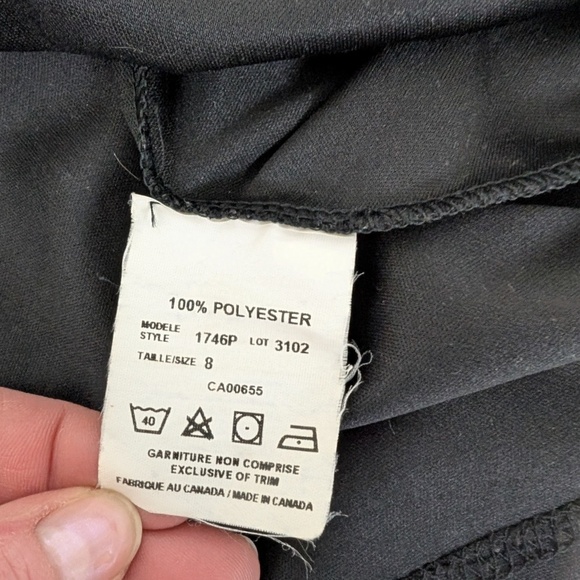 100% POLYESTER
MODELE
STYLE 1746P LOT 3102
TAILLE/SIZE 8
CA00655
40
GARNITURE NON COMPRISE
EXCLUSIVE OF TRIM
FABRIQUE AU CANADA / MADE IN CANADA